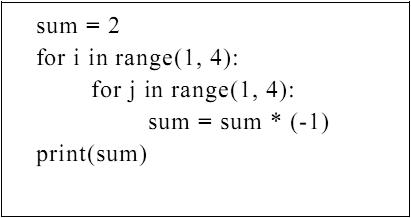 sum = 2
for i in range(1, 4):
for j in range(1, 4):
sum = sum * (-1)
print(sum)